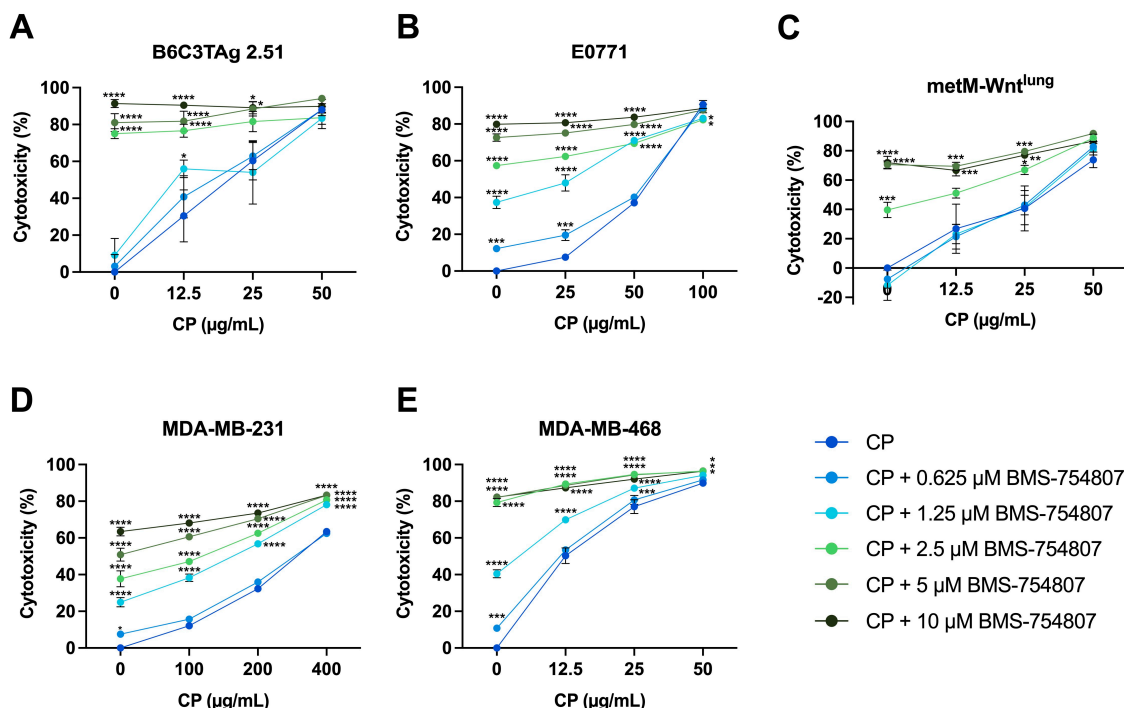 A
B6C3TAg 2.51
Cytotoxicity (%)
100
80
60
40
20
0
**** **** * *
**** ****
**** ****
*
0 12.5 25 50
CP (µg/mL)
B
E0771
Cytotoxicity (%)
100
80
60
40
20
0
**** **** ****
**** **** ****
**** **** ****
**** ****
*** ***
*
*
0 25 50 100
CP (µg/mL)
C
metM-Wntlung
Cytotoxicity (%)
100
80
60
40
20
0
-20
**** *** ***
**** *** **
*** *
0 12.5 25 50
CP (µg/mL)
D
MDA-MB-231
Cytotoxicity (%)
100
80
60
40
20
0
**** **** **** ****
**** **** **** ****
**** **** **** ****
**** **** **** ****
*
0 100 200 400
CP (µg/mL)
E
MDA-MB-468
Cytotoxicity (%)
100
80
60
40
20
0
**** **** **** *
**** **** **** *
**** **** **** *
**** **** ***
***
0 12.5 25 50
CP (µg/mL)
CP
CP + 0.625 µM BMS-754807
CP + 1.25 µM BMS-754807
CP + 2.5 µM BMS-754807
CP + 5 µM BMS-754807
CP + 10 µM BMS-754807